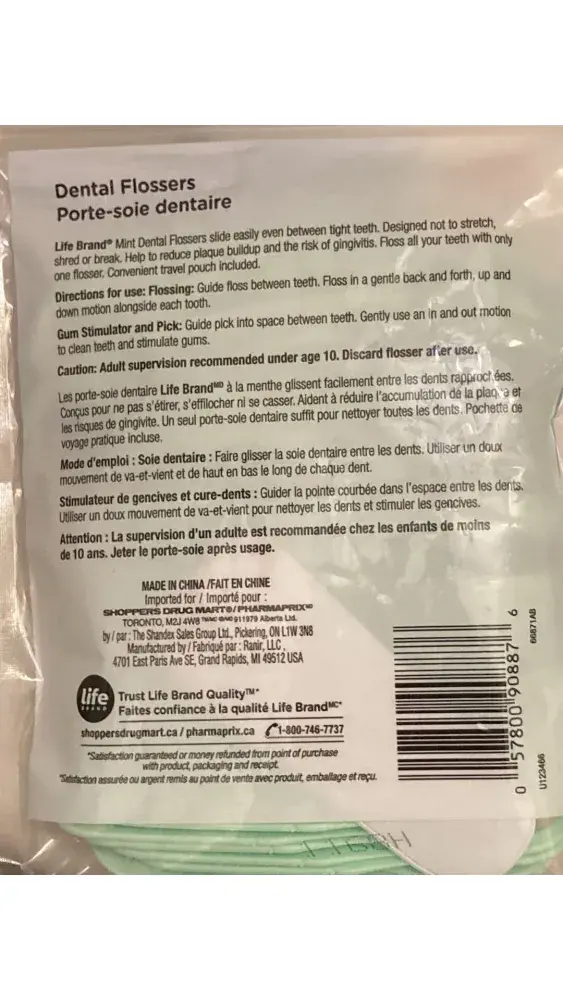 Dental Flossers
Porte-soie dentaire
Life Brand® Mint Dental Flossers slide easily even between tight teeth. Designed not to stretch,
shred or break. Help to reduce plaque buildup and the risk of gingivitis. Floss all your teeth with only
one flosser. Convenient travel pouch included.
Directions for use: Flossing: Guide floss between teeth. Floss in a gentle back and forth, up and
down motion alongside each tooth.
Gum Stimulator and Pick: Guide pick into space between teeth. Gently use an in and out motion
to clean teeth and stimulate gums.
Caution: Adult supervision recommended under age 10. Discard flosser after use.
Les porte-soie dentaire Life Brandᴹᴰ à la menthe glissent facilement entre les dents rapprochées.
Conçus pour ne pas s'étirer, s'effilocher ni se casser. Aident à réduire l'accumulation de la plaque et
les risques de gingivite. Un seul porte-soie dentaire suffit pour nettoyer toutes les dents. Pochette de
voyage pratique incluse.
Mode d'emploi : Soie dentaire : Faire glisser la soie dentaire entre les dents. Utiliser un doux
mouvement de va-et-vient et de haut en bas le long de chaque dent.
Stimulateur de gencives et cure-dents : Guider la pointe courbée dans l'espace entre les dents.
Utiliser un doux mouvement de va-et-vient pour nettoyer les dents et stimuler les gencives.
Attention : La supervision d'un adulte est recommandée chez les enfants de moins
de 10 ans. Jeter le porte-soie après usage.
MADE IN CHINA /FAIT EN CHINE
Imported for / Importé pour :
SHOPPERS DRUG MART®/PHARMAPRIXᴹᴰ
TORONTO, M2J 4W8 ™/MC ®/MD 911979 Alberta Ltd.
by / par : The Shandex Sales Group Ltd., Pickering, ON L1W 3N8
Manufactured by / Fabriqué par : Ranir, LLC,
4701 East Paris Ave SE, Grand Rapids, MI 49512 USA
life
BRAND
Trust Life Brand Quality™*
Faites confiance à la qualité Life Brandᴹᶜ*
shoppersdrugmart.ca / pharmaprix.ca 1-800-746-7737
*Satisfaction guaranteed or money refunded from point of purchase
with product, packaging and receipt.
*Satisfaction assurée ou argent remis au point de vente avec produit, emballage et reçu.
0 57800 90887 6
66871AB
U123466